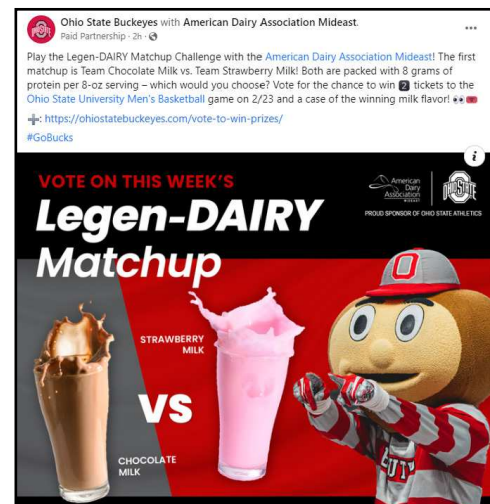 Ohio State Buckeyes with American Dairy Association Mideast.
Paid Partnership · 2h ·
Play the Legen-DAIRY Matchup Challenge with the American Dairy Association Mideast! The first
matchup is Team Chocolate Milk vs. Team Strawberry Milk! Both are packed with 8 grams of
protein per 8-oz serving – which would you choose? Vote for the chance to win 2️⃣ tickets to the
Ohio State University Men's Basketball game on 2/23 and a case of the winning milk flavor! 👀🎟️
➕: https://ohiostatebuckeyes.com/vote-to-win-prizes/
#GoBucks
i
VOTE ON THIS WEEK'S
Legen-DAIRY
Matchup
American
Dairy
Association
MIDEAST
OHIO STATE
PROUD SPONSOR OF OHIO STATE ATHLETICS
STRAWBERRY
MILK
VS
CHOCOLATE
MILK
O
BUT